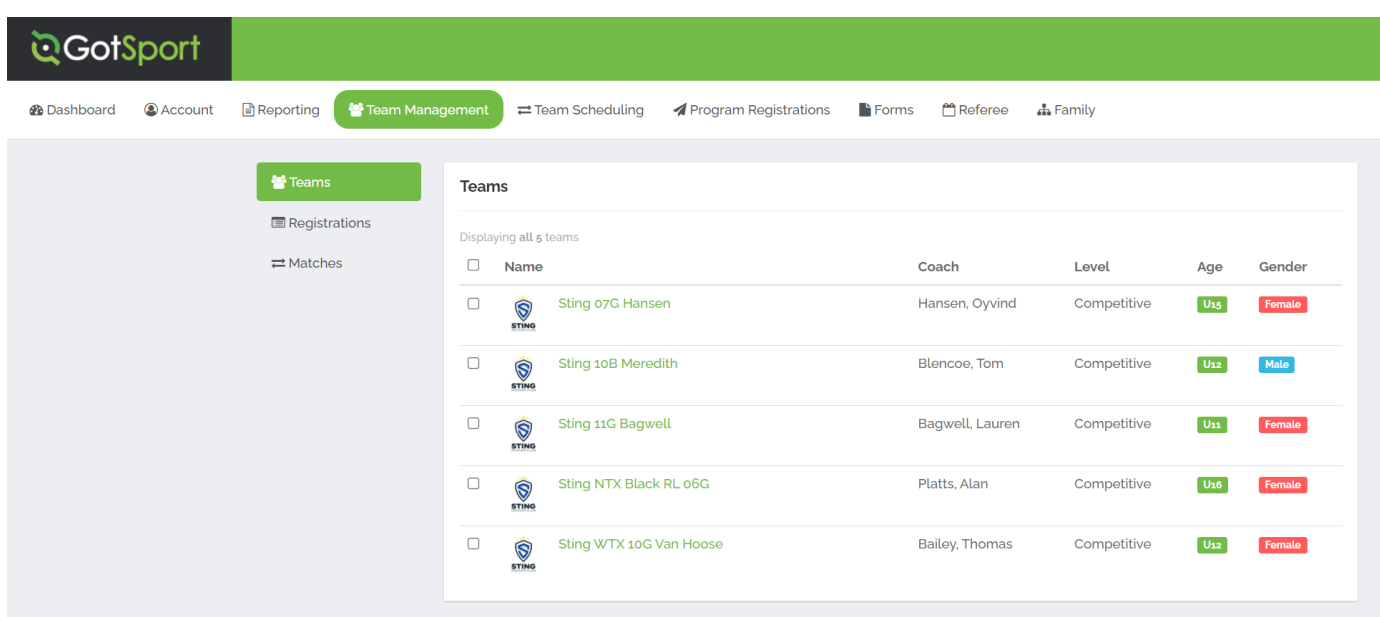 GotSport
Dashboard Account Reporting Team Management Team Scheduling Program Registrations Forms Referee Family
Teams
Registrations
Matches
Teams
Displaying all 5 teams
Name Coach Level Age Gender
STING Sting 07G Hansen Hansen, Oyvind Competitive U15 Female
STING Sting 10B Meredith Blencoe, Tom Competitive U12 Male
STING Sting 11G Bagwell Bagwell, Lauren Competitive U11 Female
STING Sting NTX Black RL 06G Platts, Alan Competitive U16 Female
STING Sting WTX 10G Van Hoose Bailey, Thomas Competitive U12 Female